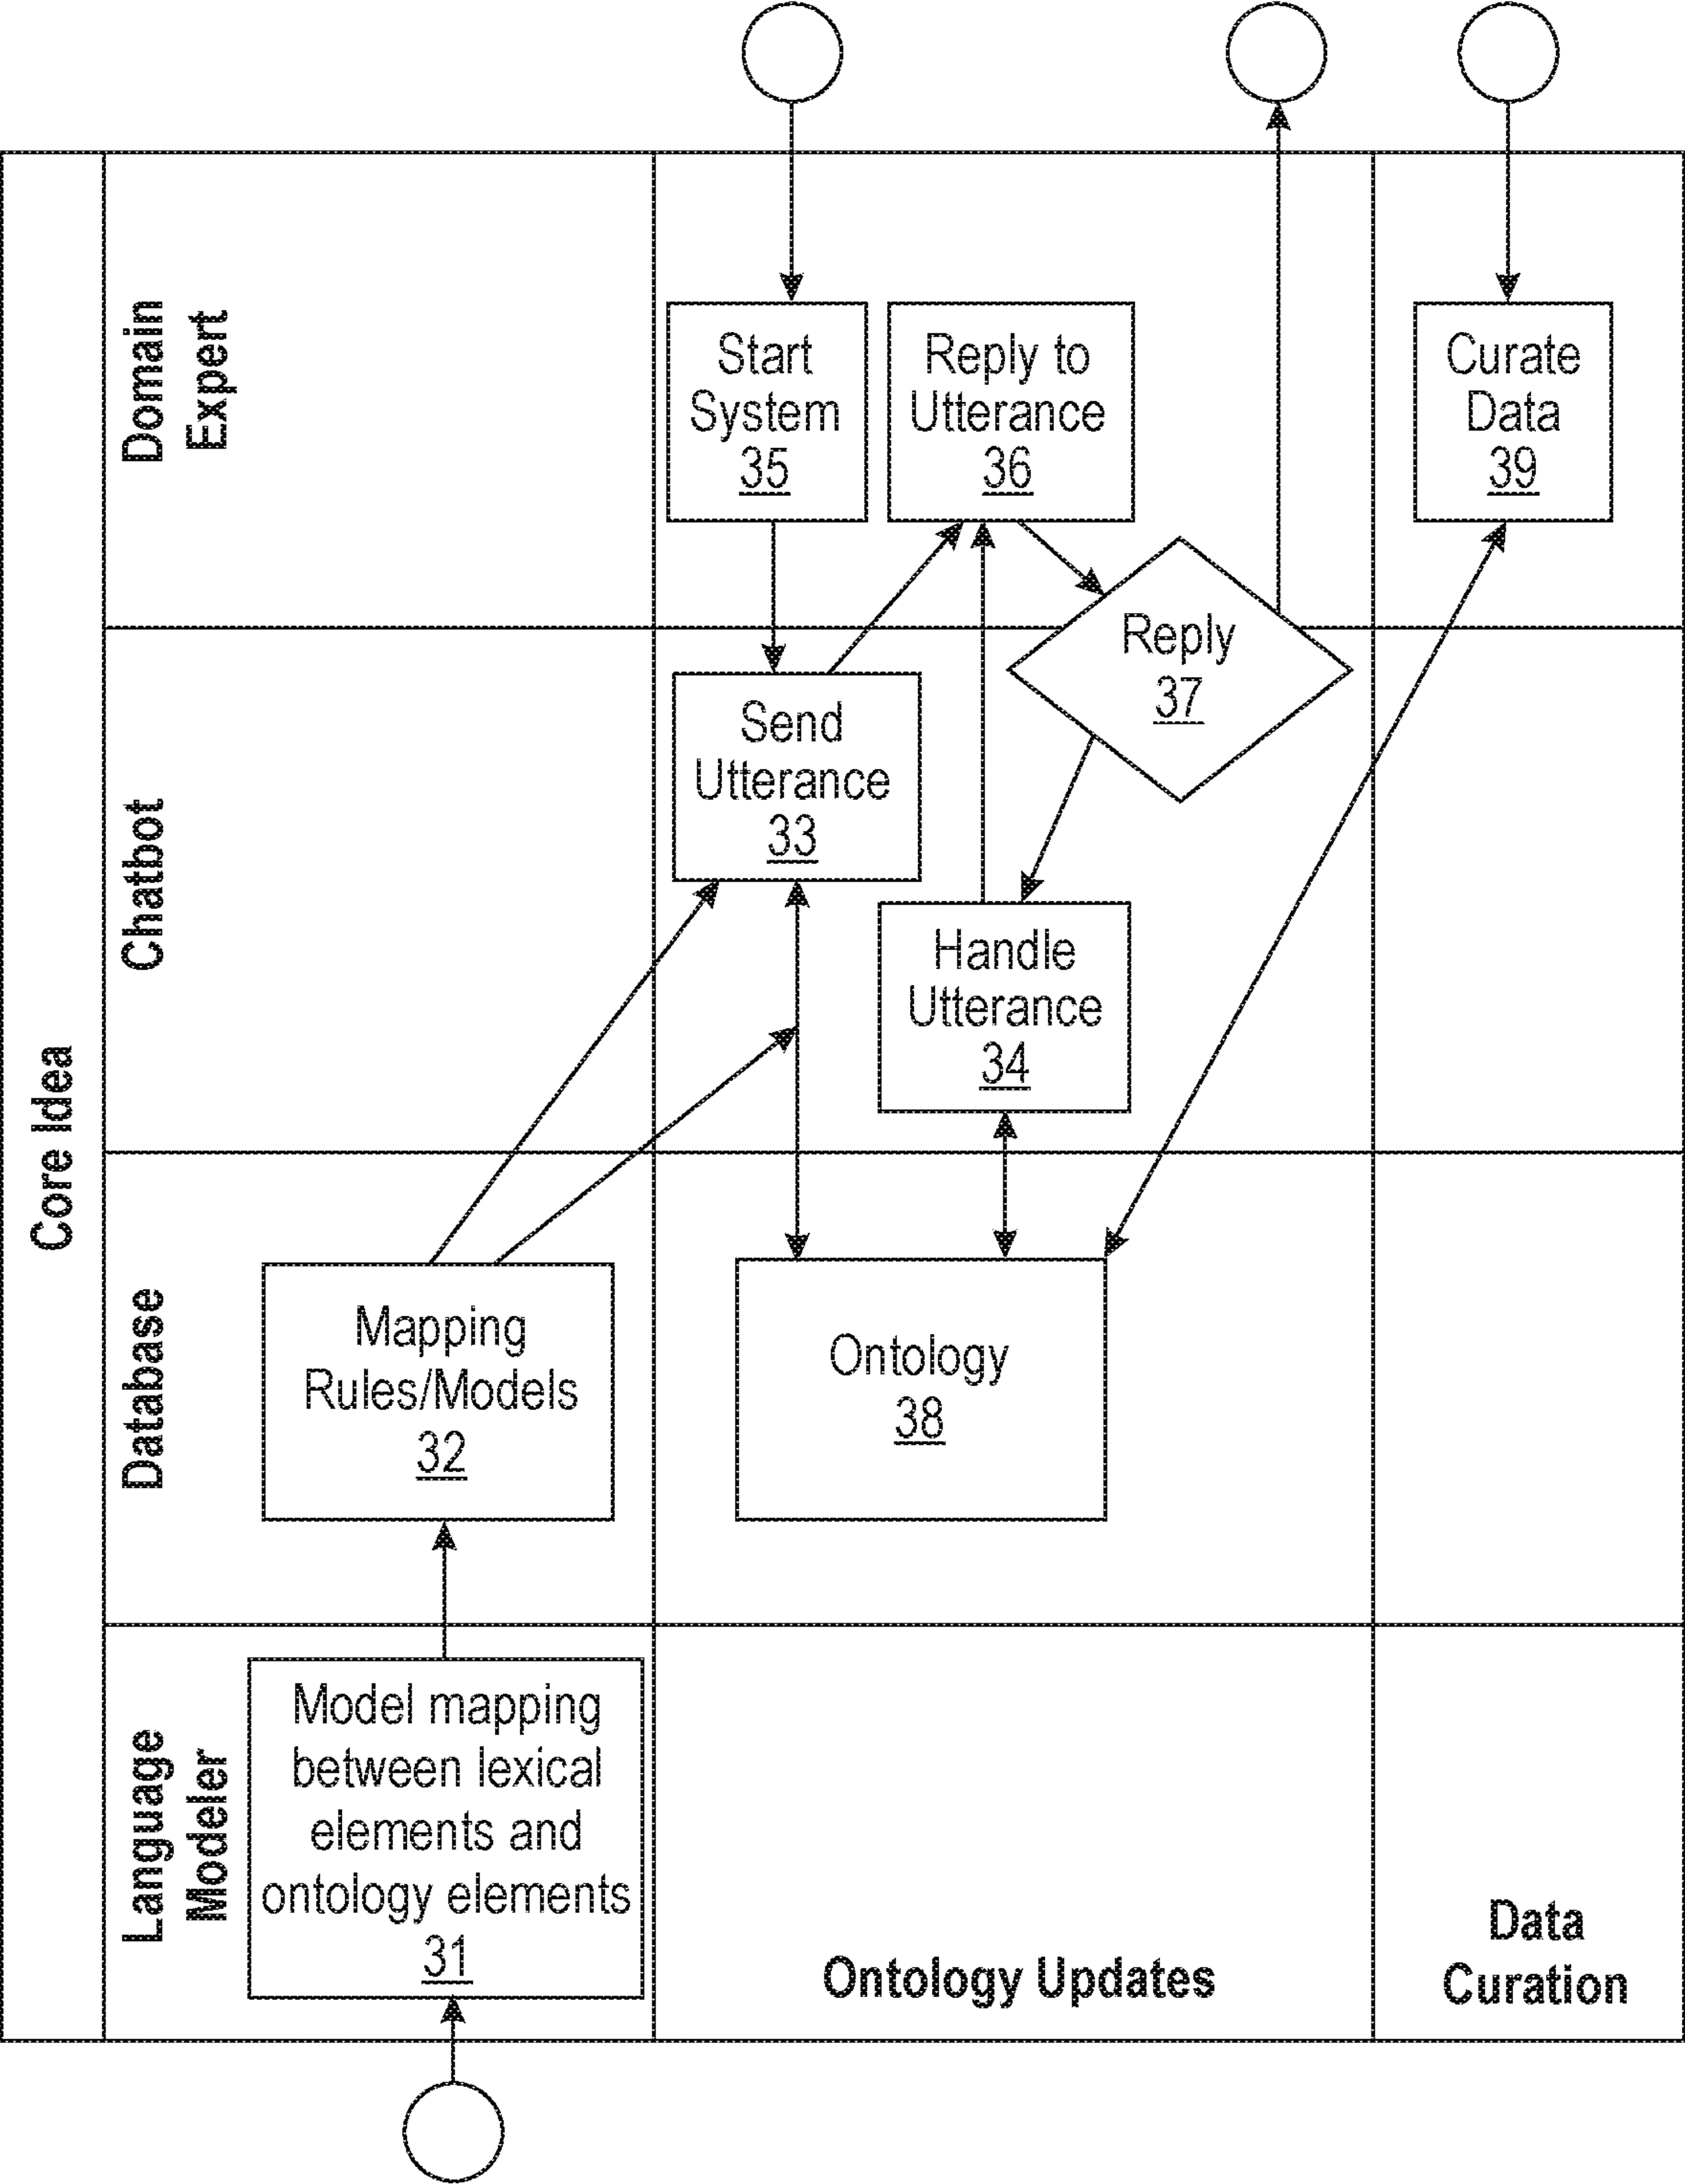 Core Idea
Domain
Expert
Start
System
35
Reply to
Utterance
36
Curate
Data
39
Reply
37
Chatbot
Send
Utterance
33
Handle
Utterance
34
Database
Mapping
Rules/Models
32
Ontology
38
Language
Modeler
Model mapping
between lexical
elements and
ontology elements
31
Ontology Updates
Data
Curation